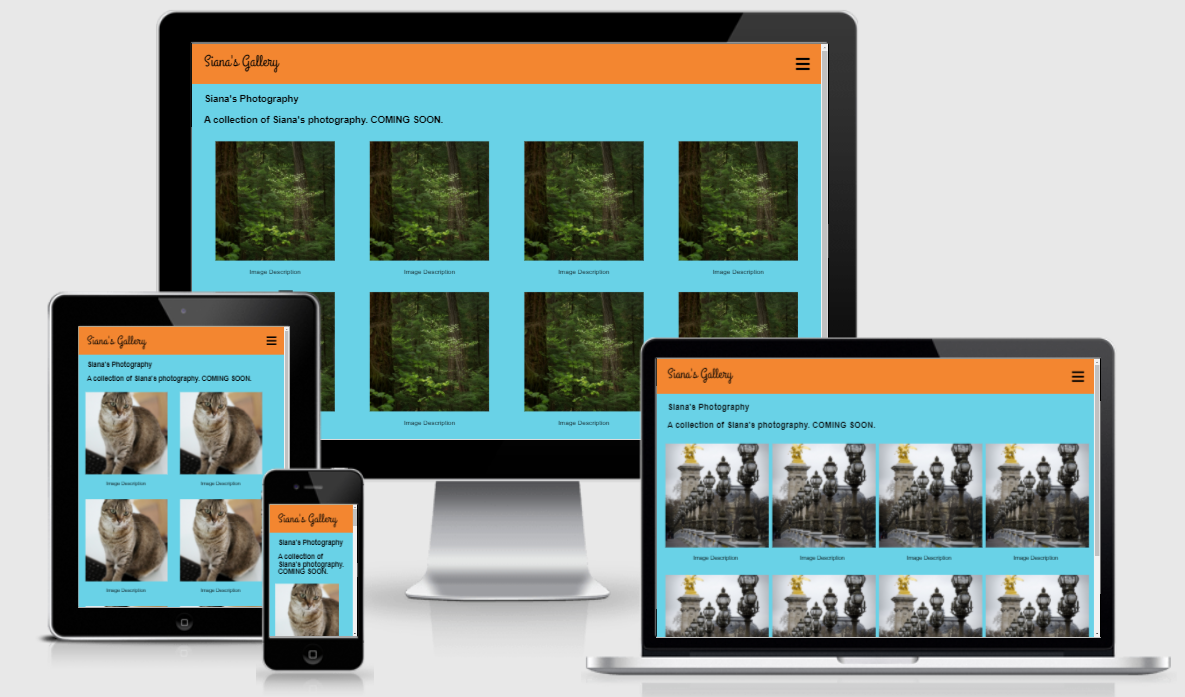 Siana's Gallery
Siana's Photography
A collection of Siana's photography. COMING SOON.
Image Description
Image Description
Image Description
Image Description
Image Description
Image Description
Siana's Gallery
Siana's Photography
A collection of Siana's photography. COMING SOON.
Image Description
Image Description
Image Description
Image Description
Siana's Gallery
Siana's Photography
A collection of
Siana's photography.
COMING SOON.
Siana's Gallery
Siana's Photography
A collection of Siana's photography. COMING SOON.
Image Description
Image Description
Image Description
Image Description